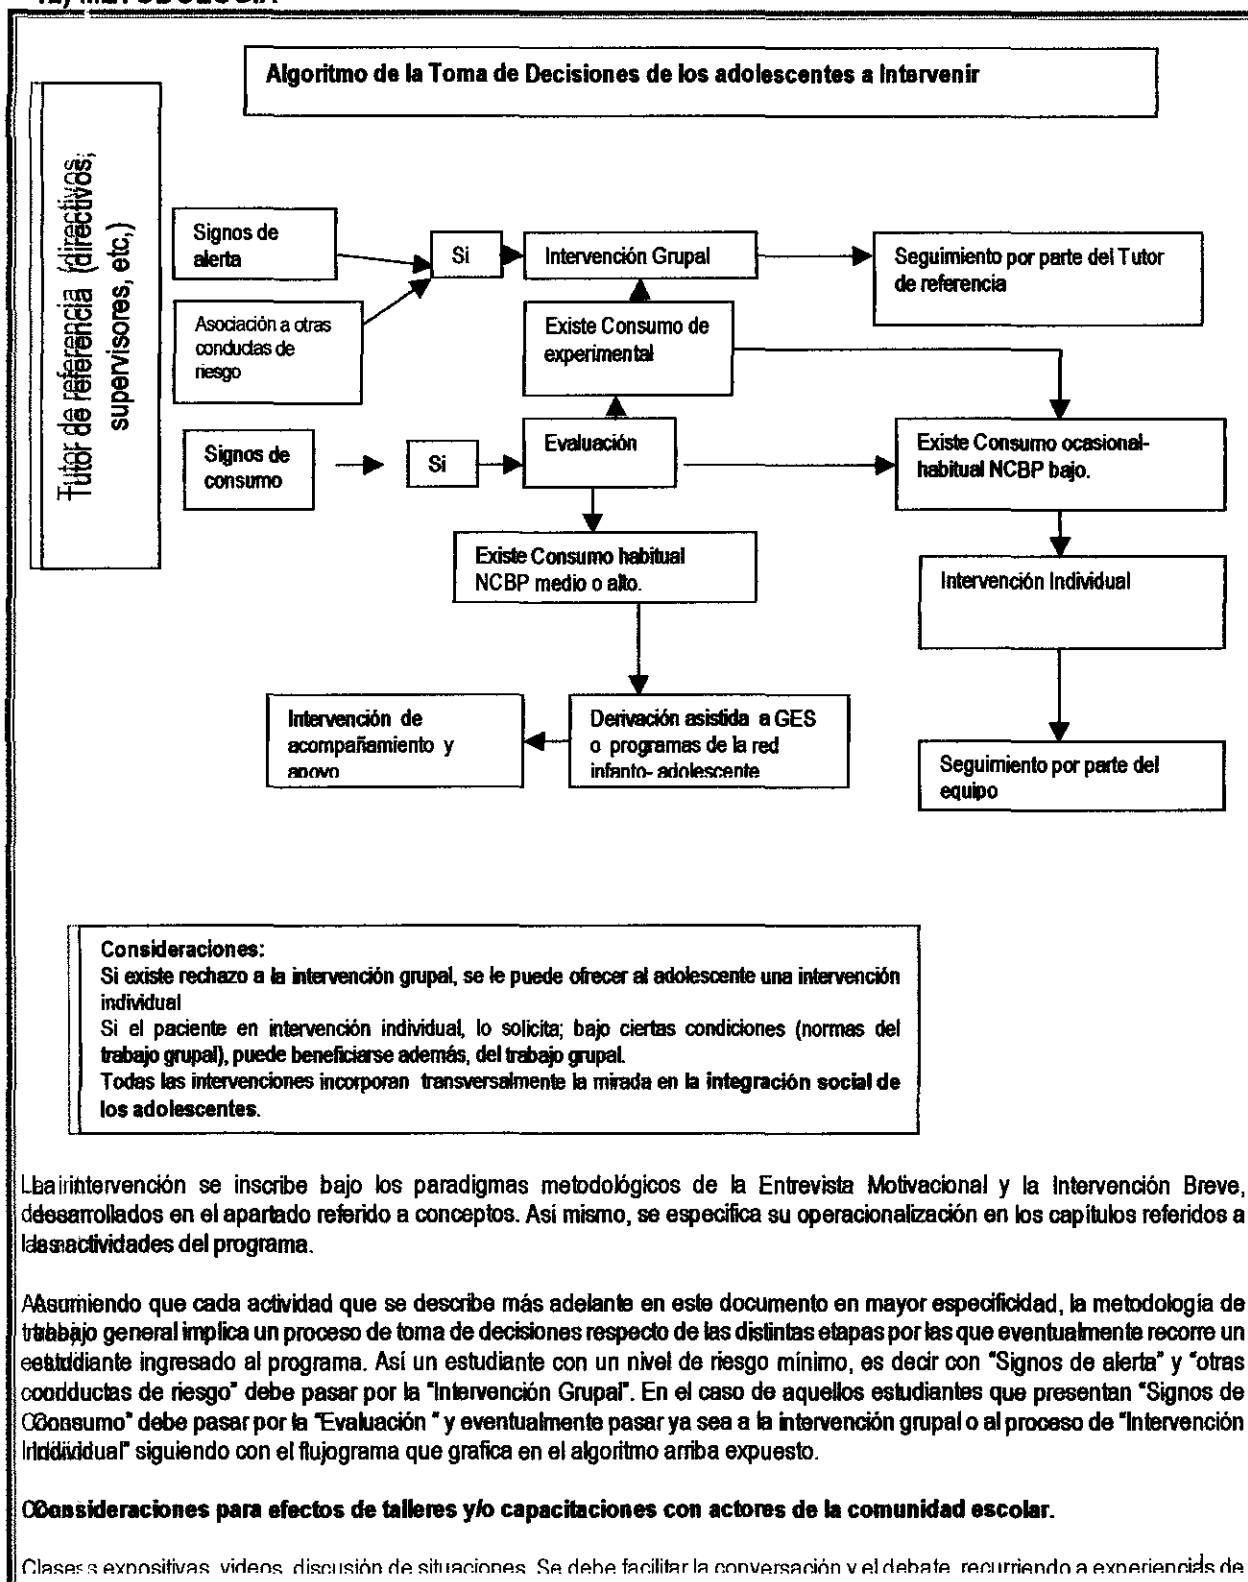 12) METODOLOGÍA
Algoritmo de la Toma de Decisiones de los adolescentes a Intervenir
Tutor de referencia (directivos,
supervisores, etc,)
Signos de
alerta
Si
Intervención Grupal
Seguimiento por parte del Tutor
de referencia
Asociación a otras
conductas de
riesgo
Existe Consumo de
experimental
Signos de
consumo
Si
Evaluación
Existe Consumo ocasional-
habitual NCBP bajo.
Existe Consumo habitual
NCBP medio o alto.
Intervención Individual
Intervención de
acompañamiento y
apoyo
Derivación asistida a GES
o programas de la red
infanto- adolescente
Seguimiento por parte del
equipo
Consideraciones:
Si existe rechazo a la intervención grupal, se le puede ofrecer al adolescente una intervención
individual
Si el paciente en intervención individual, lo solicita; bajo ciertas condiciones (normas del
trabajo grupal), puede beneficiarse además, del trabajo grupal.
Todas las intervenciones incorporan transversalmente la mirada en la integración social de
los adolescentes.
La intervención se inscribe bajo los paradigmas metodológicos de la Entrevista Motivacional y la Intervención Breve,
desarrollados en el apartado referido a conceptos. Así mismo, se especifica su operacionalización en los capítulos referidos a
las actividades del programa.
Asumiendo que cada actividad que se describe más adelante en este documento en mayor especificidad, la metodología de
trabajo general implica un proceso de toma de decisiones respecto de las distintas etapas por las que eventualmente recorre un
estudiante ingresado al programa. Así un estudiante con un nivel de riesgo mínimo, es decir con "Signos de alerta" y "otras
conductas de riesgo" debe pasar por la "Intervención Grupal". En el caso de aquellos estudiantes que presentan "Signos de
Consumo" debe pasar por la "Evaluación " y eventualmente pasar ya sea a la intervención grupal o al proceso de "Intervención
Individual" siguiendo con el flujograma que grafica en el algoritmo arriba expuesto.
Consideraciones para efectos de talleres y/o capacitaciones con actores de la comunidad escolar.
Clases expositivas, videos, discusión de situaciones. Se debe facilitar la conversación y el debate, recurriendo a experiencias de